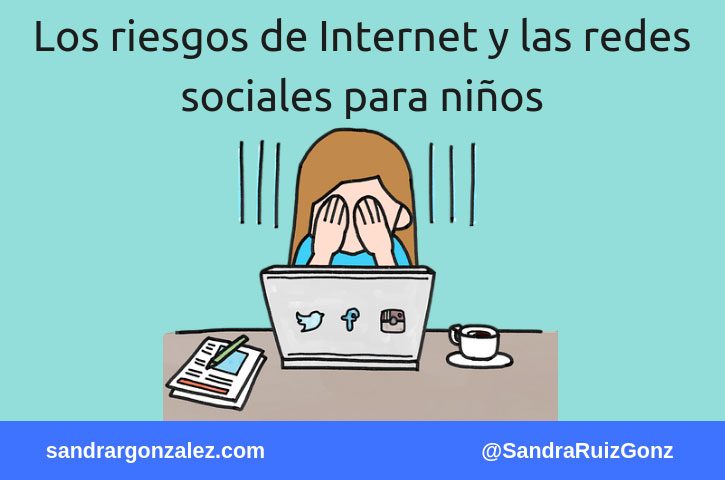 Los riesgos de Internet y las redes
sociales para niños
sandrargonzalez.com
@SandraRuizGonz